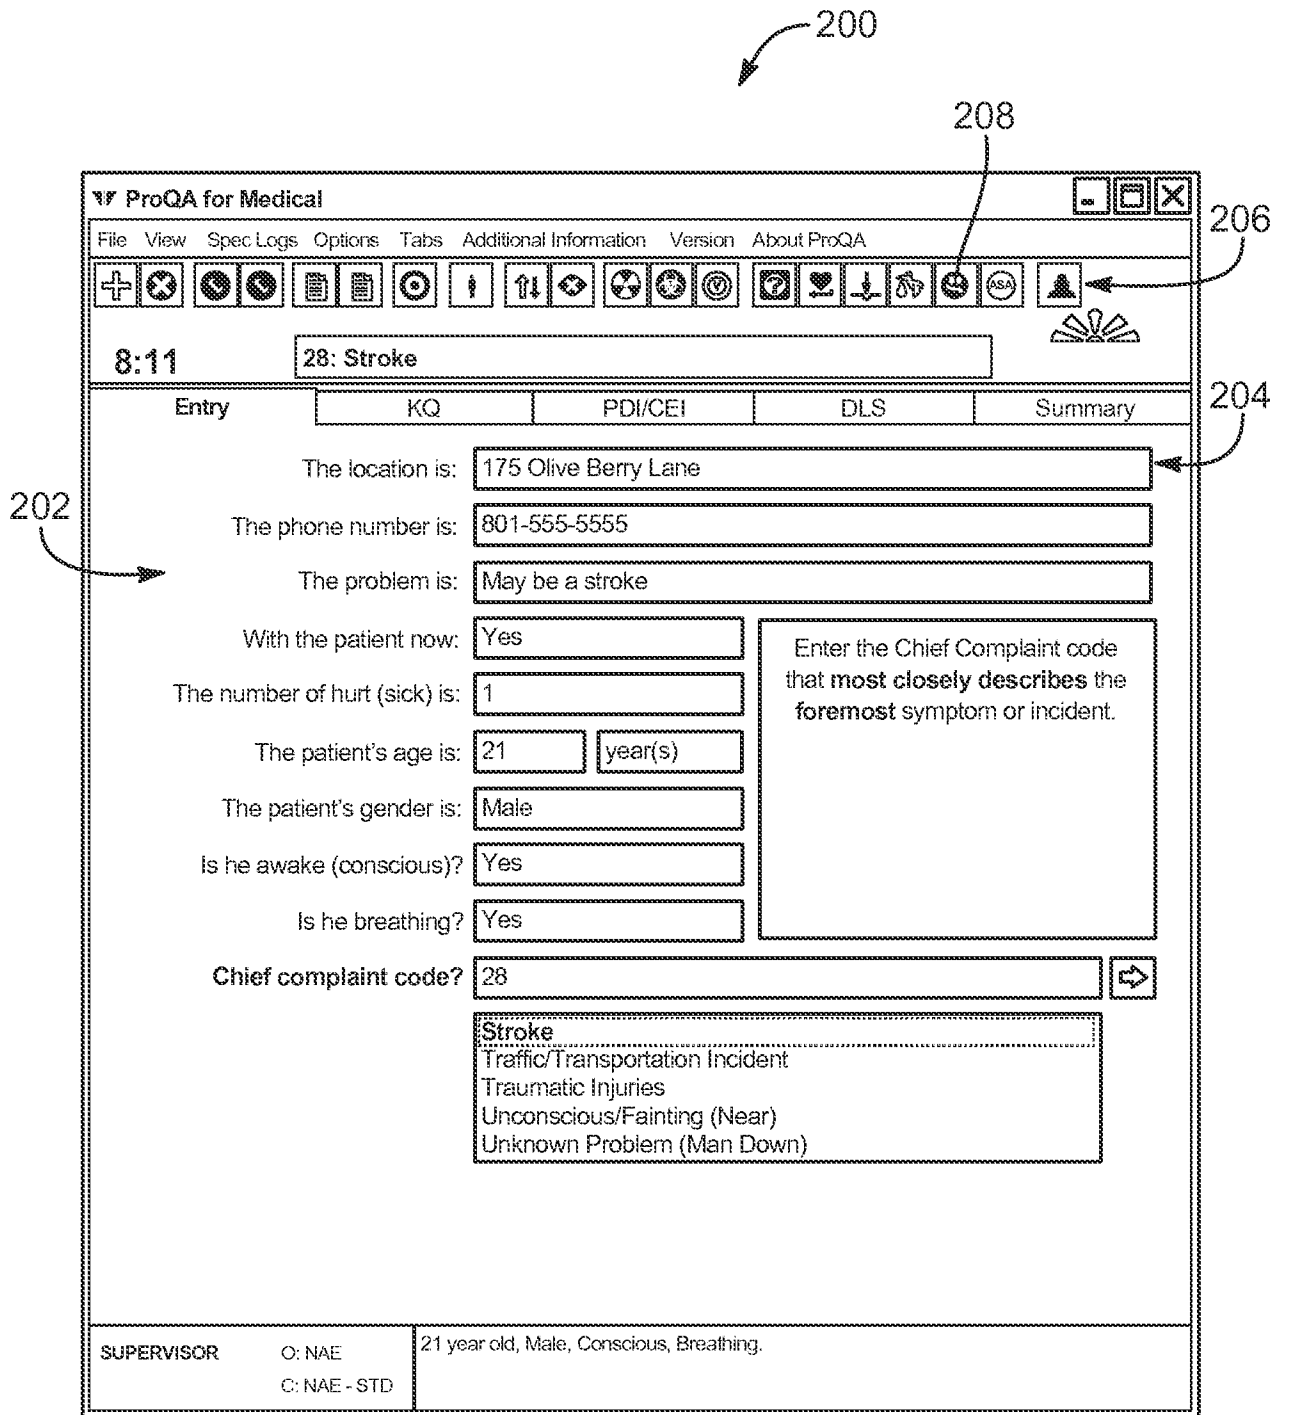 200
208
ProQA for Medical
206
File View Spec Logs Options Tabs Additional Information Version About ProQA
ASA
8:11
28: Stroke
204
Entry KQ PDI/CEI DLS Summary
The location is: 175 Olive Berry Lane
202
The phone number is: 801-555-5555
The problem is: May be a stroke
With the patient now: Yes
Enter the Chief Complaint code
that most closely describes the
foremost symptom or incident.
The number of hurt (sick) is: 1
The patient's age is: 21 year(s)
The patient's gender is: Male
Is he awake (conscious)? Yes
Is he breathing? Yes
Chief complaint code? 28
Stroke
Traffic/Transportation Incident
Traumatic Injuries
Unconscious/Fainting (Near)
Unknown Problem (Man Down)
SUPERVISOR O: NAE
C: NAE - STD
21 year old, Male, Conscious, Breathing.